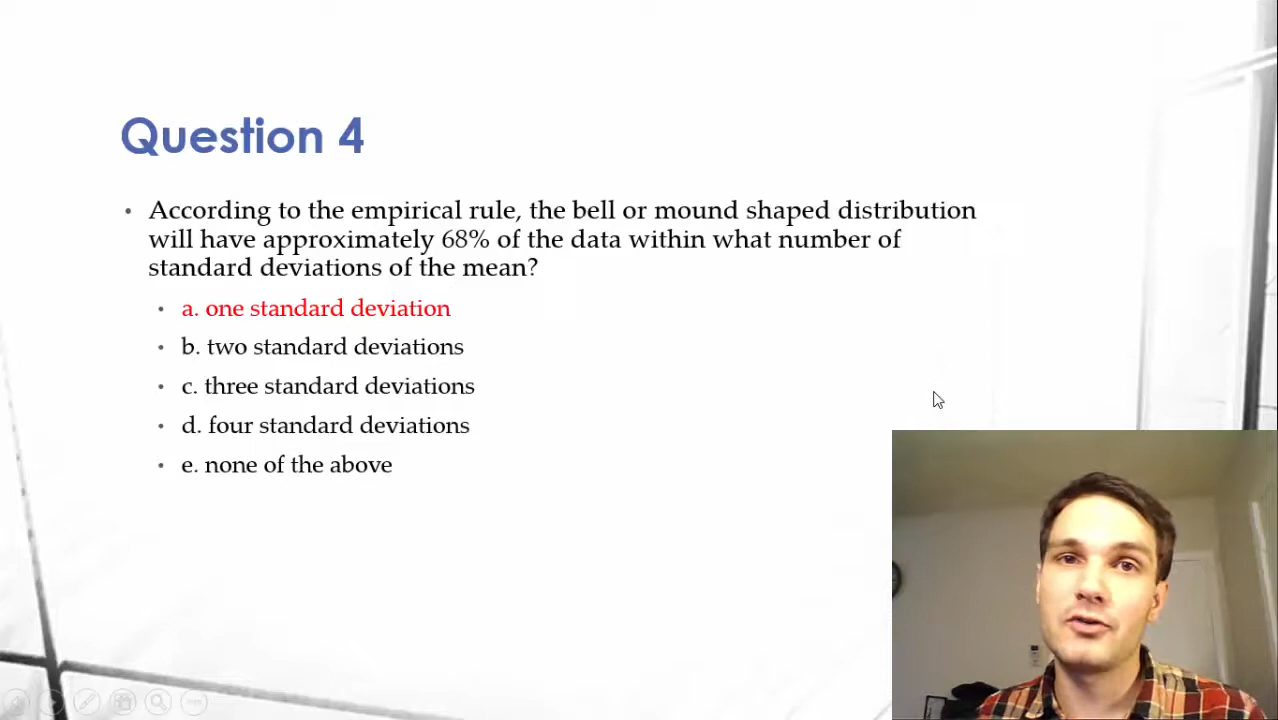 Question 4
• According to the empirical rule, the bell or mound shaped distribution
will have approximately 68% of the data within what number of
standard deviations of the mean?
• a. one standard deviation
• b. two standard deviations
• c. three standard deviations
• d. four standard deviations
• e. none of the above